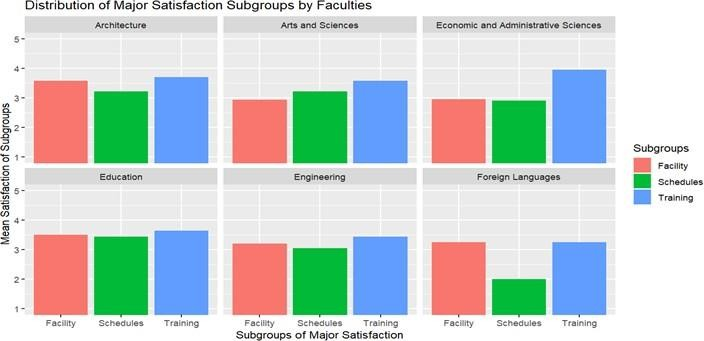 Distribution of Major Satisfaction Subgroups by Faculties
Architecture
Arts and Sciences
Economic and Administrative Sciences
5
4
3
2
1
Education
Engineering
Foreign Languages
5
4
3
2
1
Mean Satisfaction of Subgroups
Facility Schedules Training
Facility Schedules Training
Facility Schedules Training
Subgroups of Major Satisfaction
Subgroups
Facility
Schedules
Training